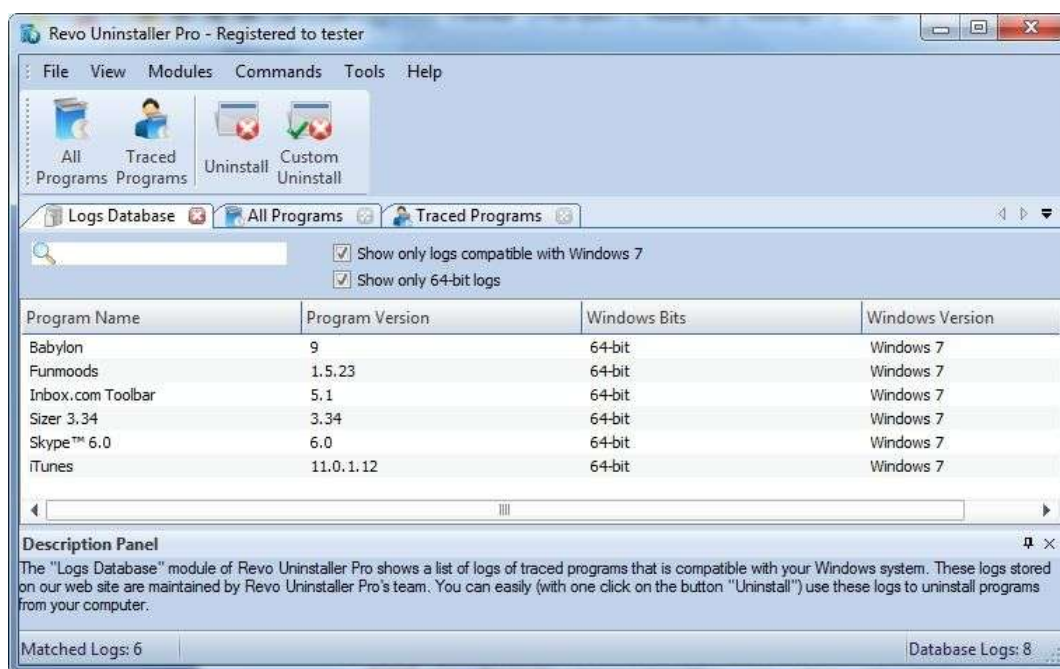 Revo Uninstaller Pro - Registered to tester
File View Modules Commands Tools Help
All Programs
Traced Programs
Uninstall
Custom Uninstall
Logs Database All Programs Traced Programs
Show only logs compatible with Windows 7
Show only 64-bit logs
Program Name Program Version Windows Bits Windows Version
Babylon 9 64-bit Windows 7
Funmoods 1.5.23 64-bit Windows 7
Inbox.com Toolbar 5.1 64-bit Windows 7
Sizer 3.34 3.34 64-bit Windows 7
Skype™ 6.0 6.0 64-bit Windows 7
iTunes 11.0.1.12 64-bit Windows 7
Description Panel
The "Logs Database" module of Revo Uninstaller Pro shows a list of logs of traced programs that is compatible with your Windows system. These logs stored
on our web site are maintained by Revo Uninstaller Pro's team. You can easily (with one click on the button "Uninstall") use these logs to uninstall programs
from your computer.
Matched Logs: 6 Database Logs: 8